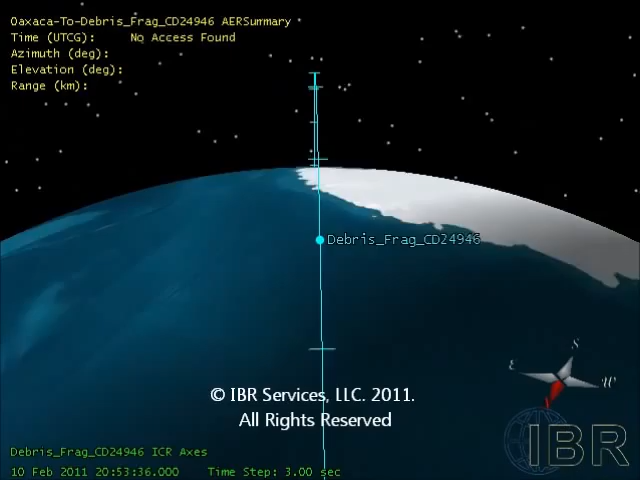 Oaxaca-To-Debris_Frag_CD24946 AERSummary
Time (UTCG): No Access Found
Azimuth (deg):
Elevation (deg):
Range (km):
Debris_Frag_CD24946
S
E
W
© IBR Services, LLC. 2011.
All Rights Reserved
IBR
Debris_Frag_CD24946 ICR Axes
10 Feb 2011 20:53:36.000 Time Step: 3.00 sec